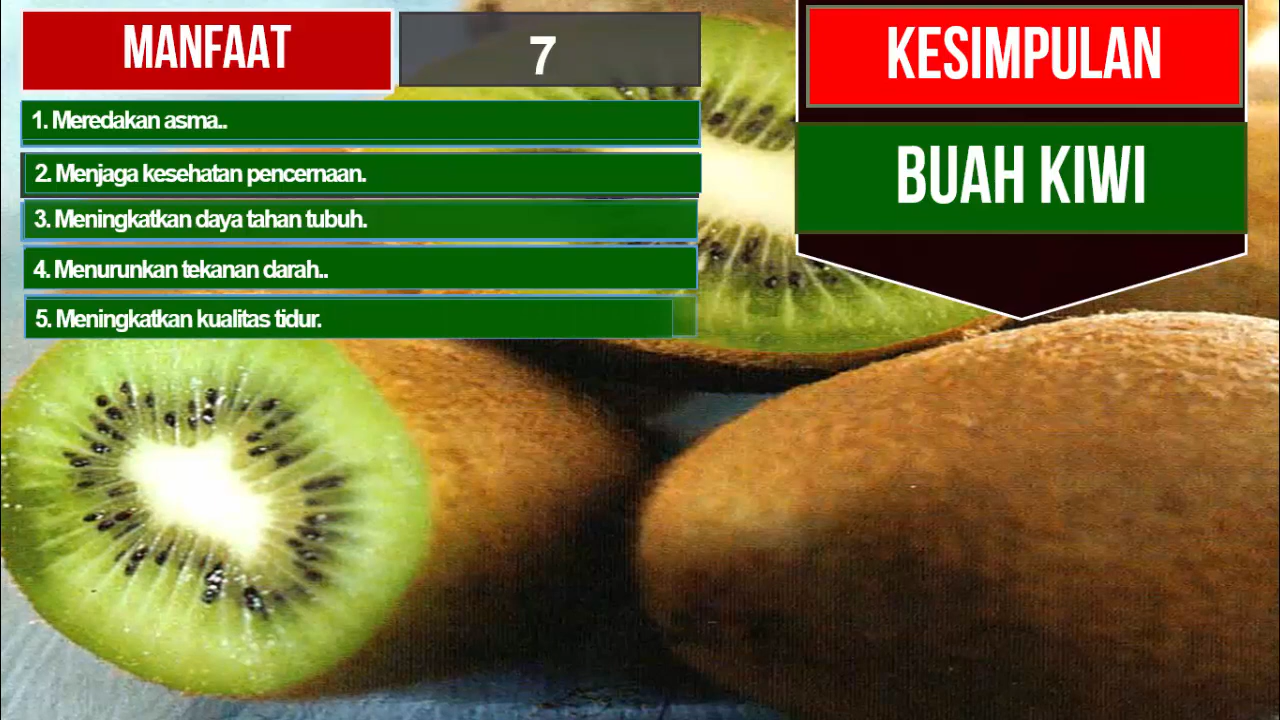 MANFAAT
7
1. Meredakan asma..
2. Menjaga kesehatan pencernaan.
3. Meningkatkan daya tahan tubuh.
4. Menurunkan tekanan darah..
5. Meningkatkan kualitas tidur.
KESIMPULAN
BUAH KIWI